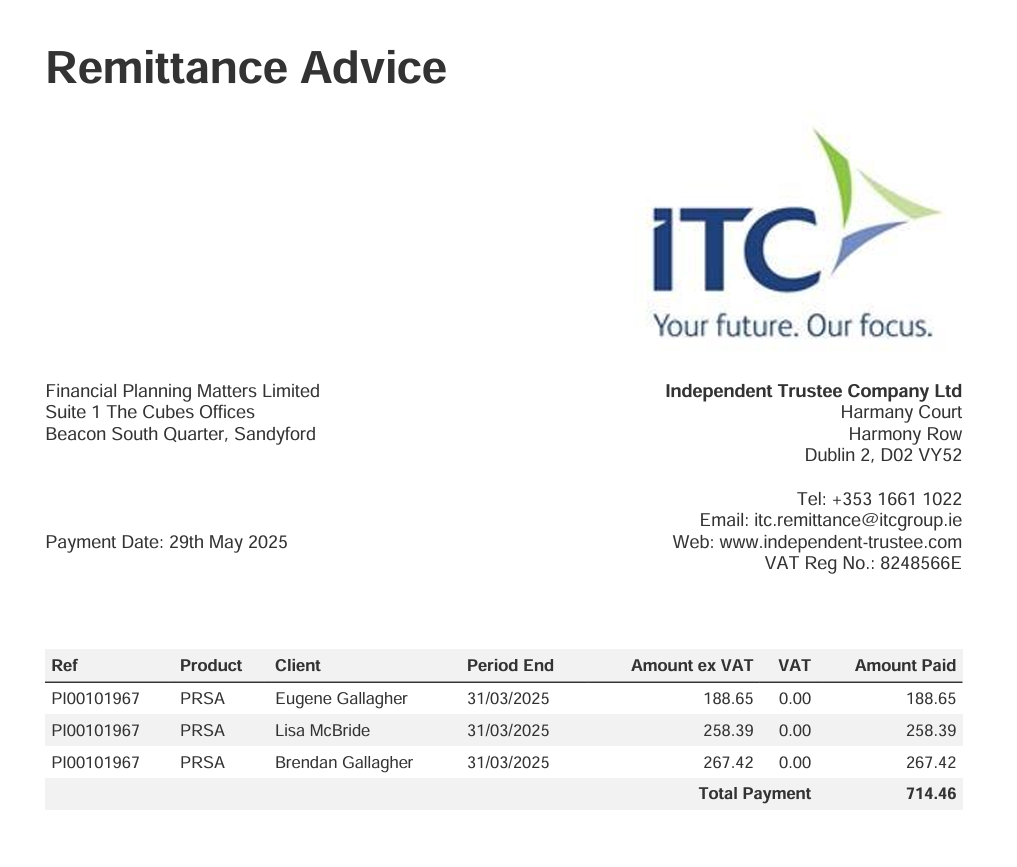 Remittance Advice
iTC
Your future. Our focus.
Financial Planning Matters Limited
Suite 1 The Cubes Offices
Beacon South Quarter, Sandyford
Payment Date: 29th May 2025
Independent Trustee Company Ltd
Harmany Court
Harmony Row
Dublin 2, D02 VY52
Tel: +353 1661 1022
Email: itc.remittance@itcgroup.ie
Web: www.independent-trustee.com
VAT Reg No.: 8248566E
Ref Product Client Period End Amount ex VAT VAT Amount Paid
PI00101967 PRSA Eugene Gallagher 31/03/2025 188.65 0.00 188.65
PI00101967 PRSA Lisa McBride 31/03/2025 258.39 0.00 258.39
PI00101967 PRSA Brendan Gallagher 31/03/2025 267.42 0.00 267.42
Total Payment 714.46